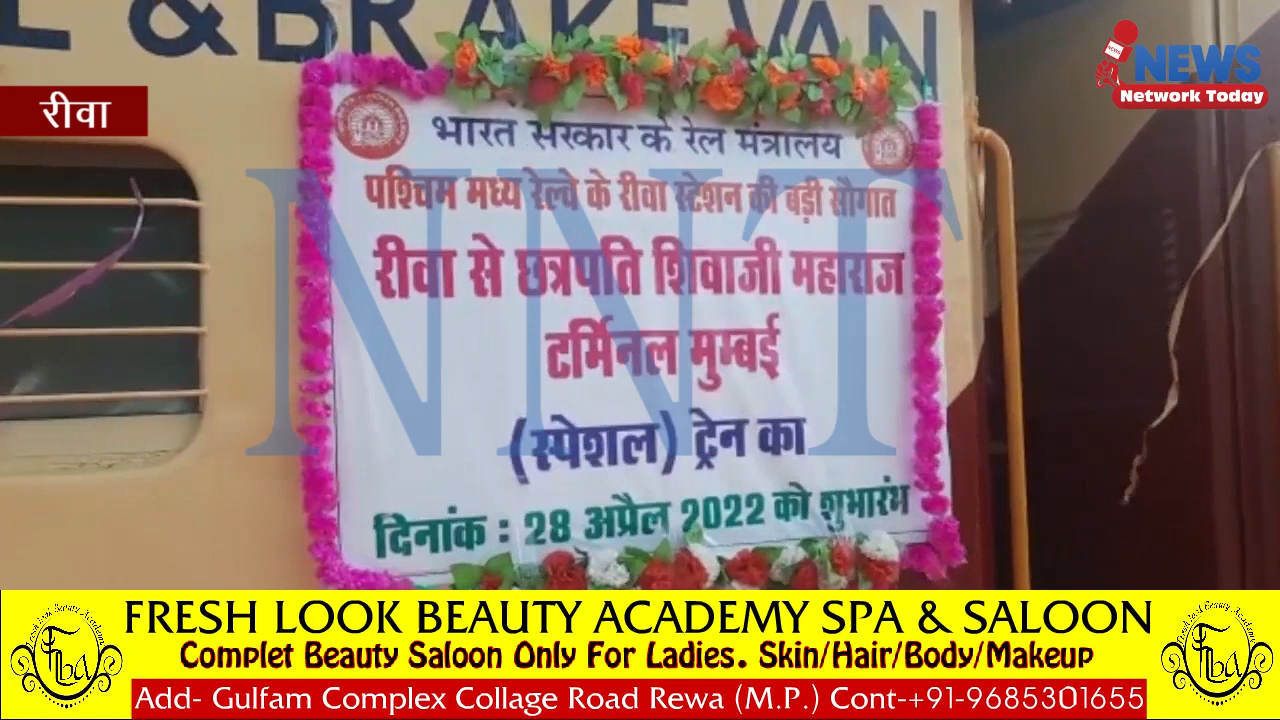 L & BRAKE VAN
NEWS
Network Today
रीवा
भारत सरकार के रेल मंत्रालय
पश्चिम मध्य रेल्वे के रीवा स्टेशन की बड़ी सौगात
रीवा से छत्रपति शिवाजी महाराज
टर्मिनल मुम्बई
(स्पेशल) ट्रेन का
दिनांक : 28 अप्रैल 2022 को शुभारंभ
NNT
FRESH LOOK BEAUTY ACADEMY SPA & SALOON
Complet Beauty Saloon Only For Ladies. Skin/Hair/Body/Makeup
Add- Gulfam Complex Collage Road Rewa (M.P.) Cont-+91-9685301655